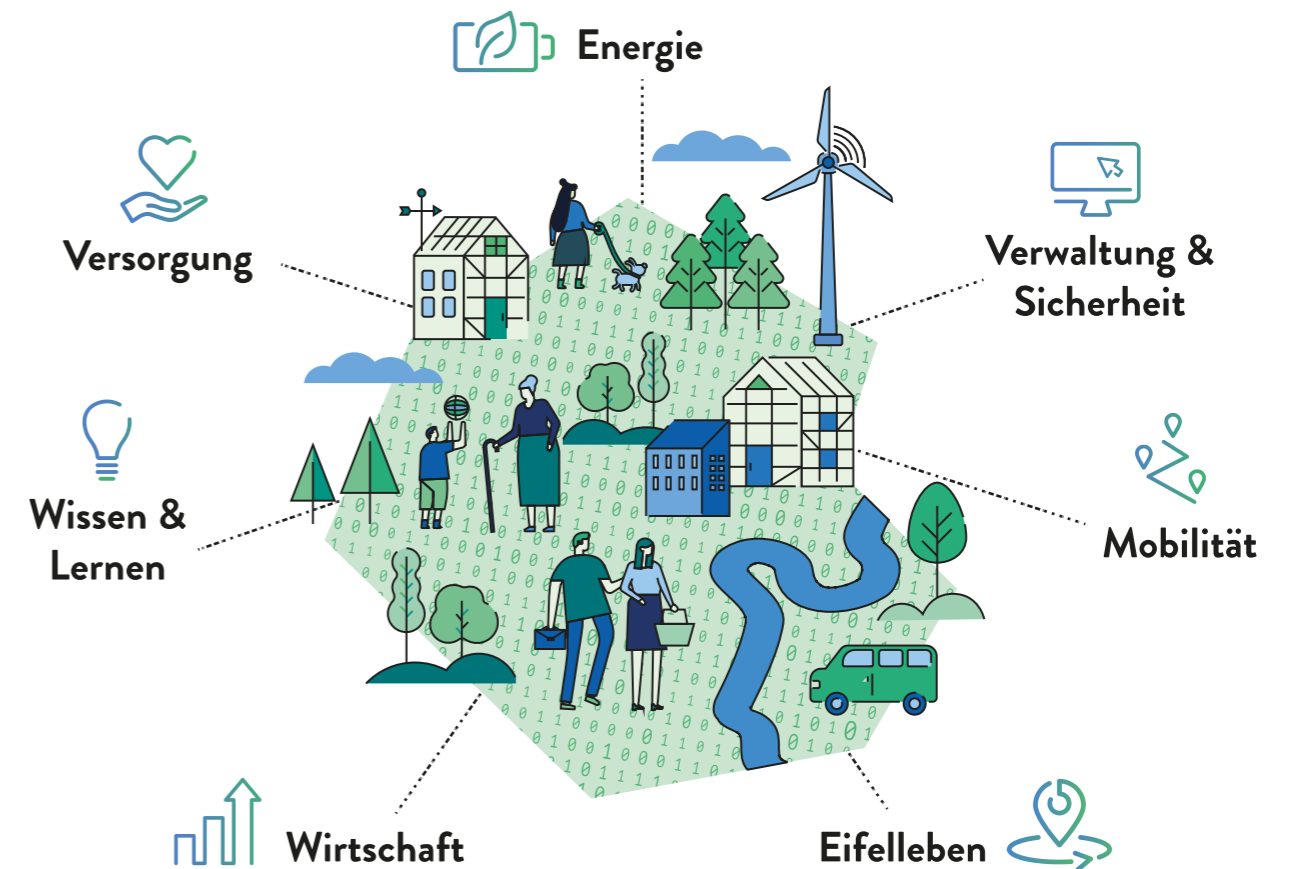 Energie
Versorgung
Verwaltung &
Sicherheit
Wissen &
Lernen
Mobilität
Wirtschaft
Eifelleben